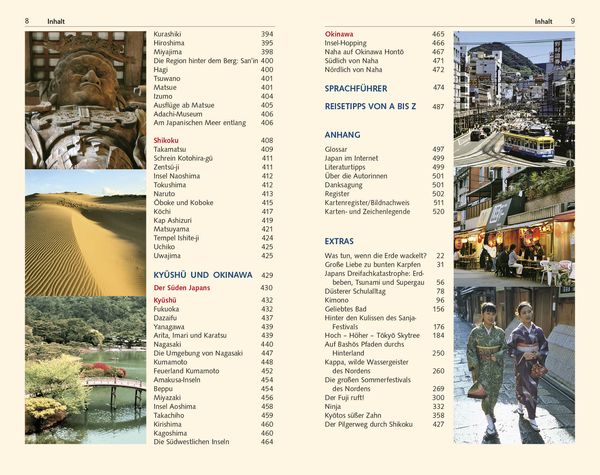 8 Inhalt
Kurashiki 394
Hiroshima 395
Miyajima 398
Die Region hinter dem Berg: San'in 400
Hagi 400
Tsuwano 401
Matsue 401
Izumo 404
Ausflüge ab Matsue 405
Adachi-Museum 406
Am Japanischen Meer entlang 406
Shikoku 408
Takamatsu 409
Schrein Kotohira-gū 411
Zentsū-ji 411
Insel Naoshima 412
Tokushima 412
Naruto 413
Ōboke und Koboke 415
Kōchi 417
Kap Ashizuri 419
Matsuyama 421
Tempel Ishite-ji 424
Uchiko 425
Uwajima 425
KYŪSHŪ UND OKINAWA 429
Der Süden Japans 430
Kyūshū 432
Fukuoka 432
Dazaifu 437
Yanagawa 439
Arita, Imari und Karatsu 439
Nagasaki 440
Die Umgebung von Nagasaki 447
Kumamoto 448
Feuerland Kumamoto 452
Amakusa-Inseln 454
Beppu 454
Miyazaki 456
Insel Aoshima 458
Takachiho 459
Kirishima 460
Kagoshima 460
Die Südwestlichen Inseln 464
Inhalt 9
Okinawa 465
Insel-Hopping 466
Naha auf Okinawa Hontō 466
Südlich von Naha 471
Nördlich von Naha 472
SPRACHFÜHRER 474
REISETIPPS VON A BIS Z 487
ANHANG
Glossar 497
Japan im Internet 499
Literaturtipps 499
Über die Autorinnen 501
Danksagung 501
Register 502
Kartenregister/Bildnachweis 511
Karten- und Zeichenlegende 520
EXTRAS
Was tun, wenn die Erde wackelt? 22
Große Liebe zu bunten Karpfen 31
Japans Dreifachkatastrophe: Erd-
beben, Tsunami und Supergau 56
Düsterer Schulalltag 78
Kimono 96
Geliebtes Bad 156
Hinter den Kulissen des Sanja-
Festivals 176
Hoch – Höher – Tōkyō Skytree 184
Auf Bashōs Pfaden durchs
Hinterland 250
Kappa, wilde Wassergeister
des Nordens 260
Die großen Sommerfestivals
des Nordens 269
Der Fuji ruft! 300
Ninja 332
Kyōtos süßer Zahn 358
Der Pilgerweg durch Shikoku 427